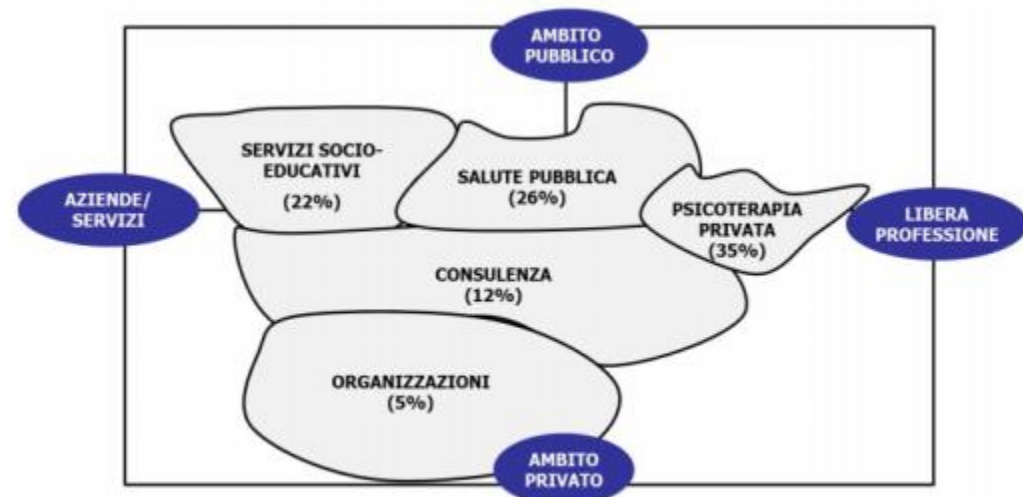 AMBITO
PUBBLICO
SERVIZI SOCIO-
EDUCATIVI
(22%)
SALUTE PUBBLICA
(26%)
AZIENDE/
SERVIZI
PSICOTERAPIA
PRIVATA
(35%)
LIBERA
PROFESSIONE
CONSULENZA
(12%)
ORGANIZZAZIONI
(5%)
AMBITO
PRIVATO